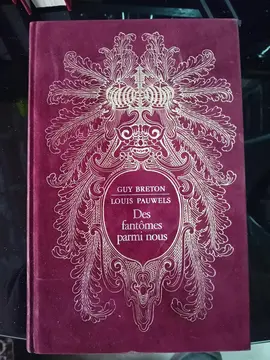 GUY BRETON
LOUIS PAUWELS
Des
fantômes
parmi nous